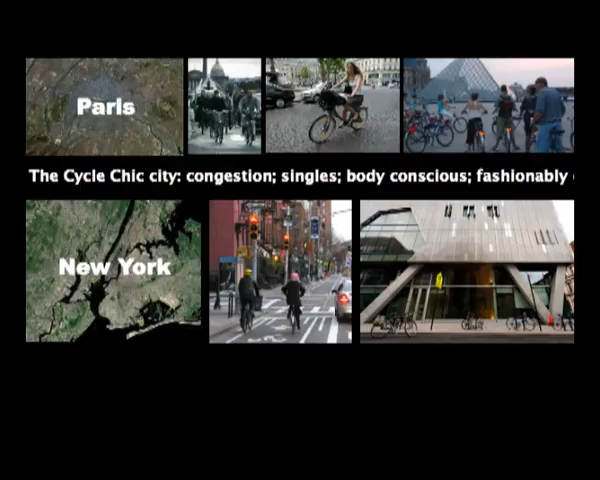 Paris
The Cycle Chic city: congestion; singles; body conscious; fashionably
New York